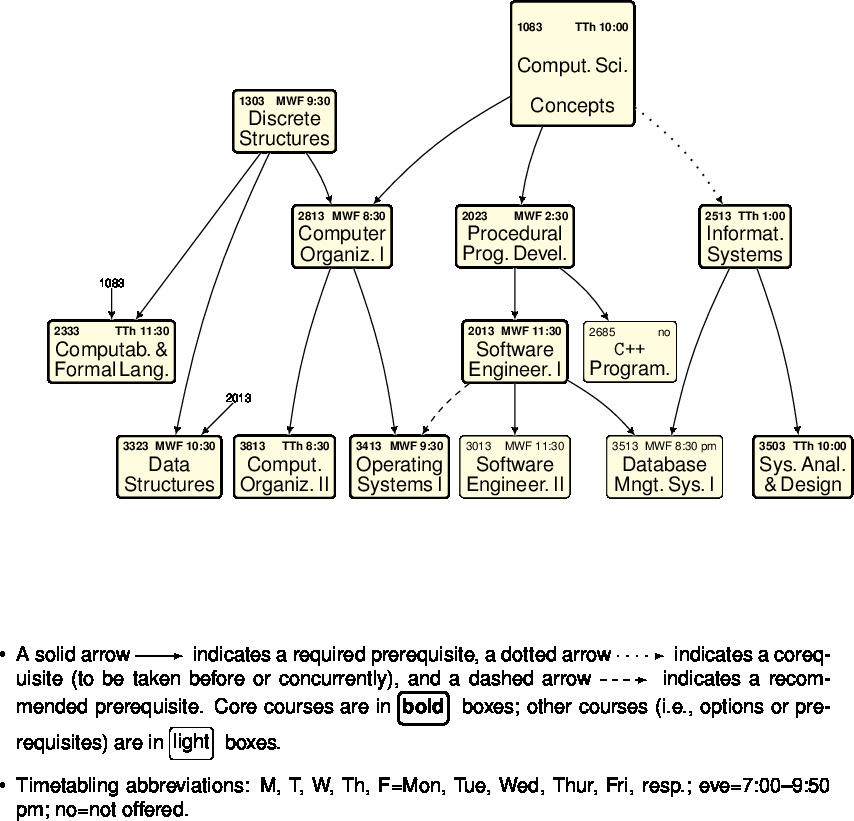 1083 TTh 10:00
Comput. Sci.
Concepts
1303 MWF 9:30
Discrete
Structures
2813 MWF 8:30
Computer
Organiz. I
2023 MWF 2:30
Procedural
Prog. Devel.
2513 TTh 1:00
Informat.
Systems
1083
2333 TTh 11:30
Computab. &
Formal Lang.
2013 MWF 11:30
Software
Engineer. I
2685 no
C++
Program.
2013
3323 MWF 10:30
Data
Structures
3813 TTh 8:30
Comput.
Organiz. II
3413 MWF 9:30
Operating
Systems I
3013 MWF 11:30
Software
Engineer. II
3513 MWF 8:30 pm
Database
Mngt. Sys. I
3503 TTh 10:00
Sys. Anal.
& Design
• A solid arrow indicates a required prerequisite, a dotted arrow indicates a coreq-
uisite (to be taken before or concurrently), and a dashed arrow indicates a recom-
mended prerequisite. Core courses are in bold boxes; other courses (i.e., options or pre-
requisites) are in light boxes.
• Timetabling abbreviations: M, T, W, Th, F=Mon, Tue, Wed, Thur, Fri, resp.; eve=7:00–9:50
pm; no=not offered.